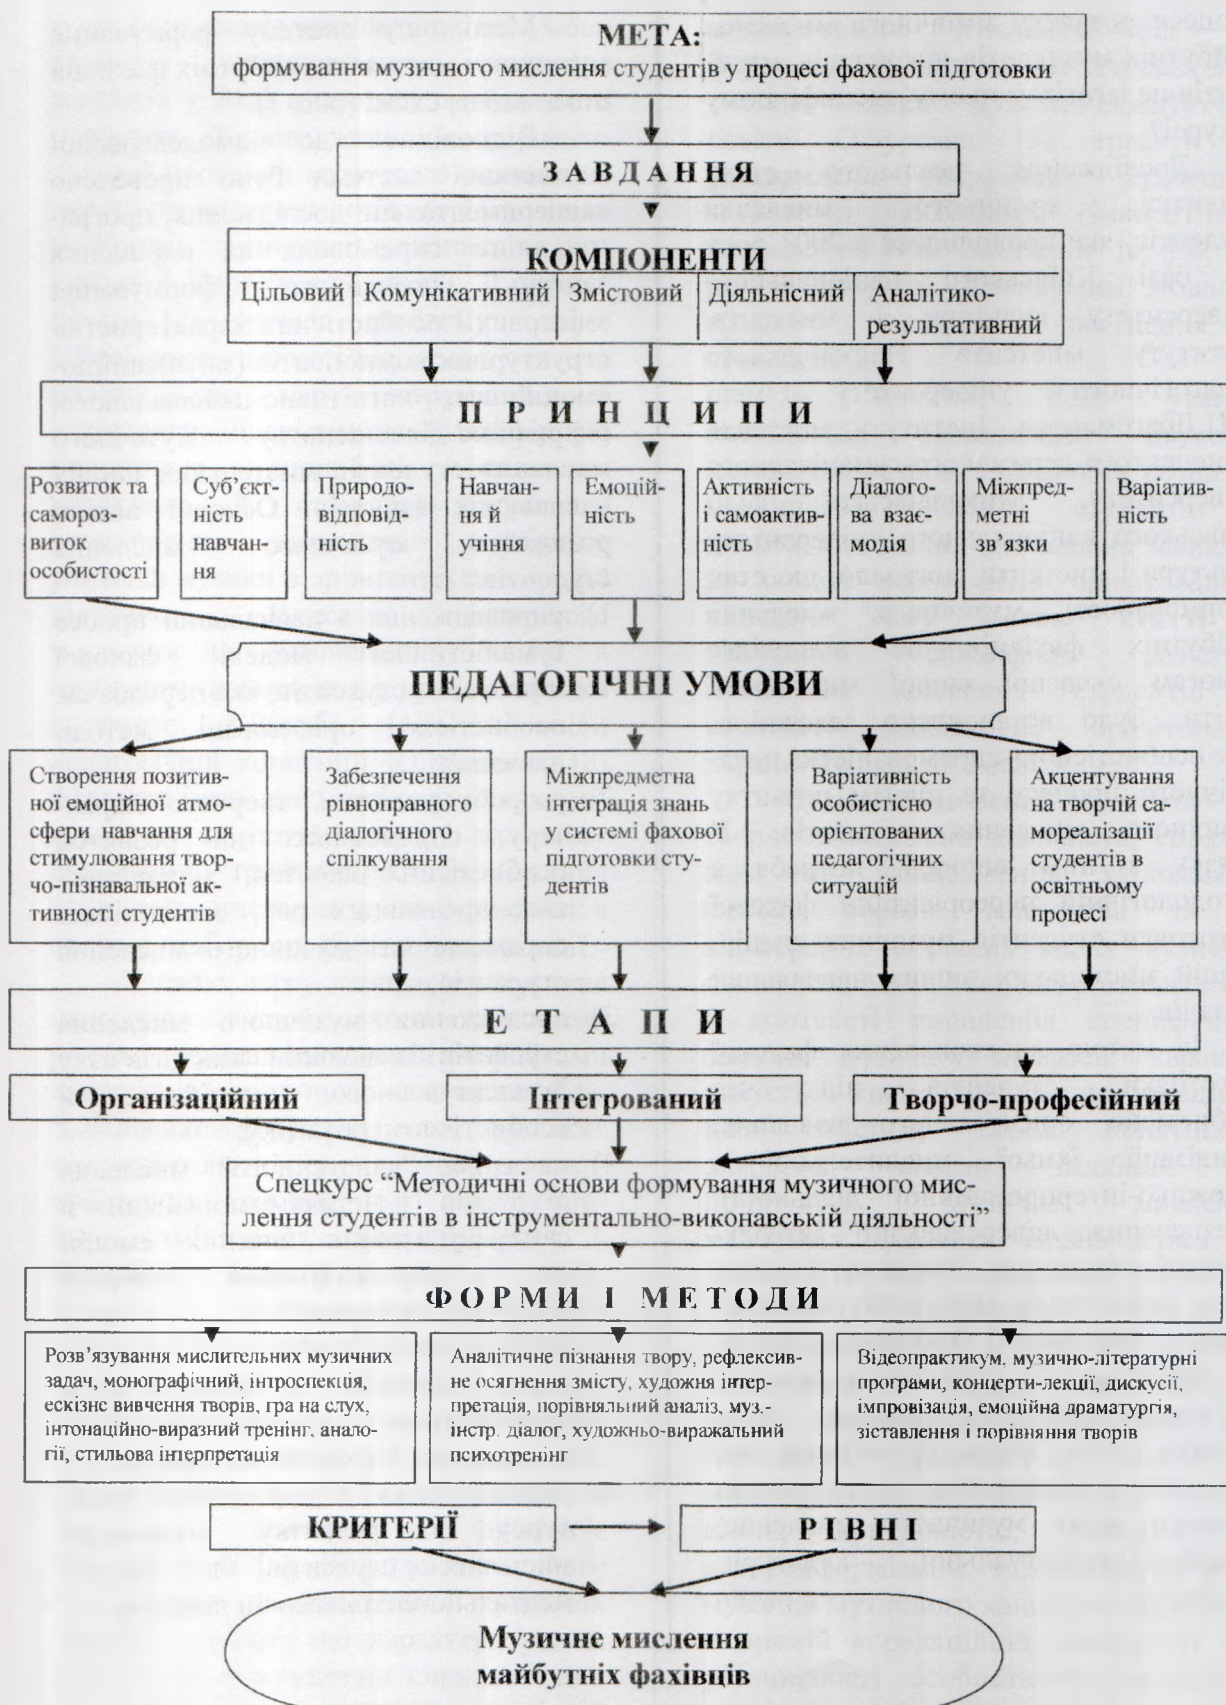 МЕТА:
формування музичного мислення студентів у процесі фахової підготовки
ЗАВДАННЯ
КОМПОНЕНТИ
Цільовий
Комунікативний
Змістовий
Діяльнісний
Аналітико-
результативний
ПРИНЦИПИ
Розвиток та
самороз-
виток
особистості
Суб’єкт-
ність
навчан-
ня
Природо-
відповід-
ність
Навчан-
ня й
учіння
Емоцій-
ність
Активність
і самоактив-
ність
Діалого-
ва взає-
модія
Міжпред-
метні
зв’язки
Варіатив-
ність
ПЕДАГОГІЧНІ УМОВИ
Створення позитив-
ної емоційної атмо-
сфери навчання для
стимулювання твор-
чо-пізнавальної ак-
тивності студентів
Забезпечення
рівноправного
діалогічного
спілкування
Міжпредметна
інтеграція знань
у системі фахової
підготовки сту-
дентів
Варіативність
особистісно
орієнтованих
педагогічних
ситуацій
Акцентування
на творчій са-
мореалізації
студентів в
освітньому
процесі
ЕТАПИ
Організаційний
Інтегрований
Творчо-професійний
Спецкурс “Методичні основи формування музичного мис-
лення студентів в інструментально-виконавській діяльності”
ФОРМИ І МЕТОДИ
Розв’язування мислительних музичних
задач, монографічний, інтроспекція,
ескізне вивчення творів, гра на слух,
інтонаційно-виразний тренінг, анало-
гії, стильова інтерпретація
Аналітичне пізнання твору, рефлексив-
не осягнення змісту, художня інтер-
претація, порівняльний аналіз, муз.-
інстр. діалог, художньо-виражальний
психотренінг
Відеопрактикум, музично-літературні
програми, концерти-лекції, дискусії,
імпровізація, емоційна драматургія,
зіставлення і порівняння творів
КРИТЕРІЇ
РІВНІ
Музичне мислення
майбутніх фахівців